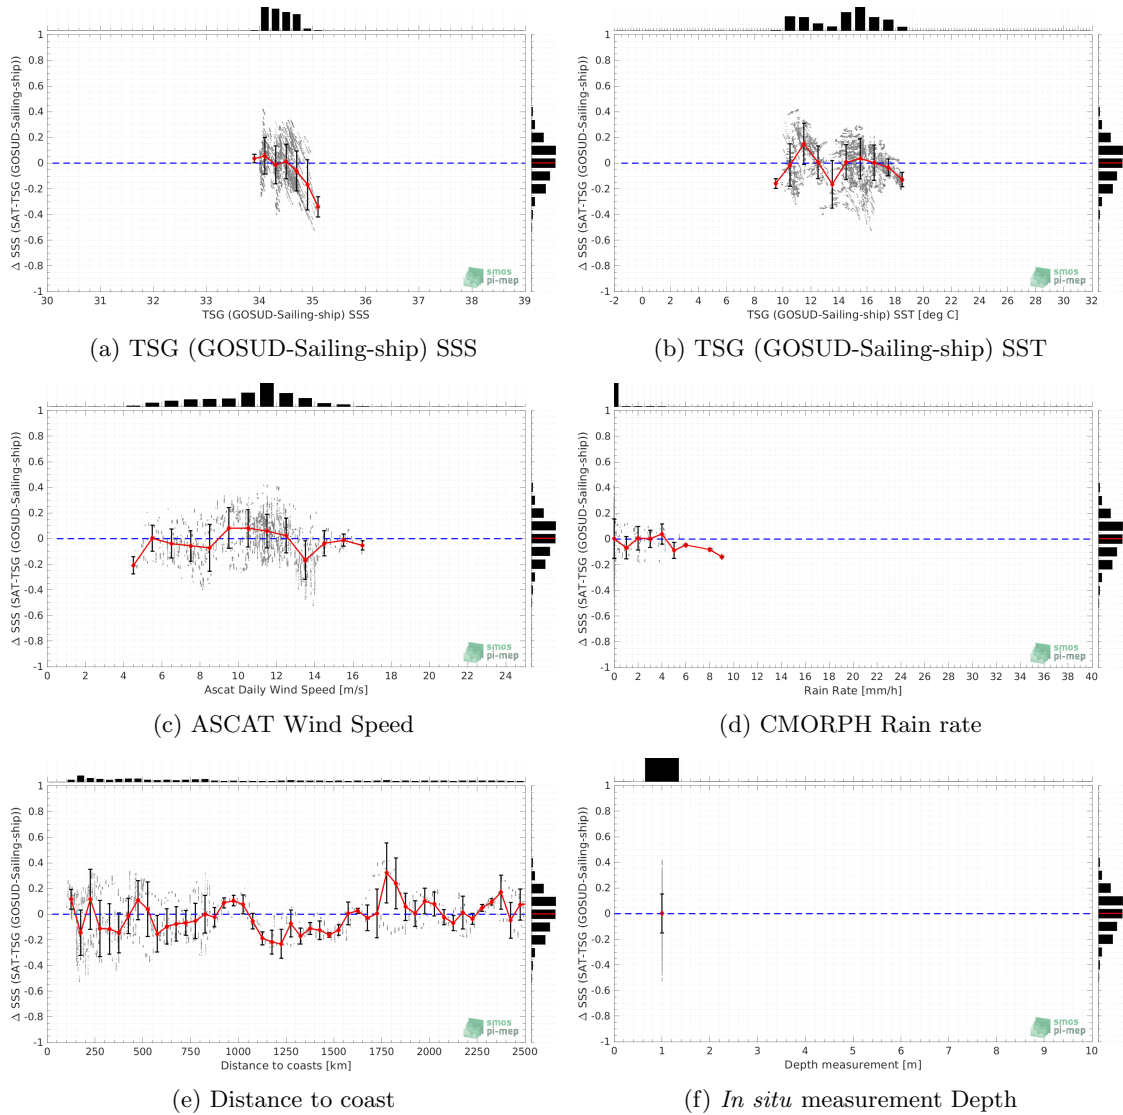 Δ SSS (SAT-TSG (GOSUD-Sailing-ship))
1
0.8
0.6
0.4
0.2
0
-0.2
-0.4
-0.6
-0.8
-1
30 31 32 33 34 35 36 37 38 39
TSG (GOSUD-Sailing-ship) SSS
smos
pi-mep
(a) TSG (GOSUD-Sailing-ship) SSS
Δ SSS (SAT-TSG (GOSUD-Sailing-ship))
1
0.8
0.6
0.4
0.2
0
-0.2
-0.4
-0.6
-0.8
-1
-2 0 2 4 6 8 10 12 14 16 18 20 22 24 26 28 30 32
TSG (GOSUD-Sailing-ship) SST [deg C]
smos
pi-mep
(b) TSG (GOSUD-Sailing-ship) SST
Δ SSS (SAT-TSG (GOSUD-Sailing-ship))
1
0.8
0.6
0.4
0.2
0
-0.2
-0.4
-0.6
-0.8
-1
0 2 4 6 8 10 12 14 16 18 20 22 24
Ascat Daily Wind Speed [m/s]
smos
pi-mep
(c) ASCAT Wind Speed
Δ SSS (SAT-TSG (GOSUD-Sailing-ship))
1
0.8
0.6
0.4
0.2
0
-0.2
-0.4
-0.6
-0.8
-1
0 2 4 6 8 10 12 14 16 18 20 22 24 26 28 30 32 34 36 38 40
Rain Rate [mm/h]
smos
pi-mep
(d) CMORPH Rain rate
Δ SSS (SAT-TSG (GOSUD-Sailing-ship))
1
0.8
0.6
0.4
0.2
0
-0.2
-0.4
-0.6
-0.8
-1
0 250 500 750 1000 1250 1500 1750 2000 2250 2500
Distance to coasts [km]
smos
pi-mep
(e) Distance to coast
Δ SSS (SAT-TSG (GOSUD-Sailing-ship))
1
0.8
0.6
0.4
0.2
0
-0.2
-0.4
-0.6
-0.8
-1
0 1 2 3 4 5 6 7 8 9 10
Depth measurement [m]
smos
pi-mep
(f) In situ measurement Depth